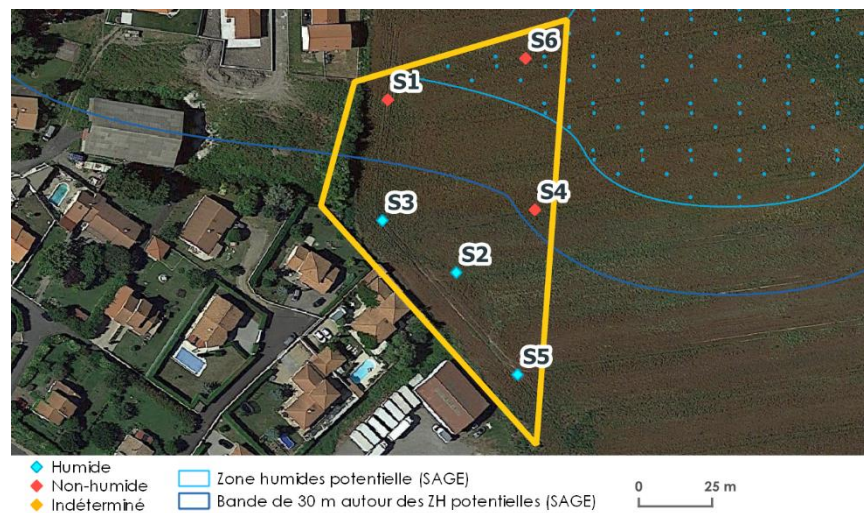 S6
S1
S4
S3
S2
S5
Humide
Non-humide
Indéterminé
Zone humides potentielle (SAGE)
Bande de 30 m autour des ZH potentielles (SAGE)
0 25 m